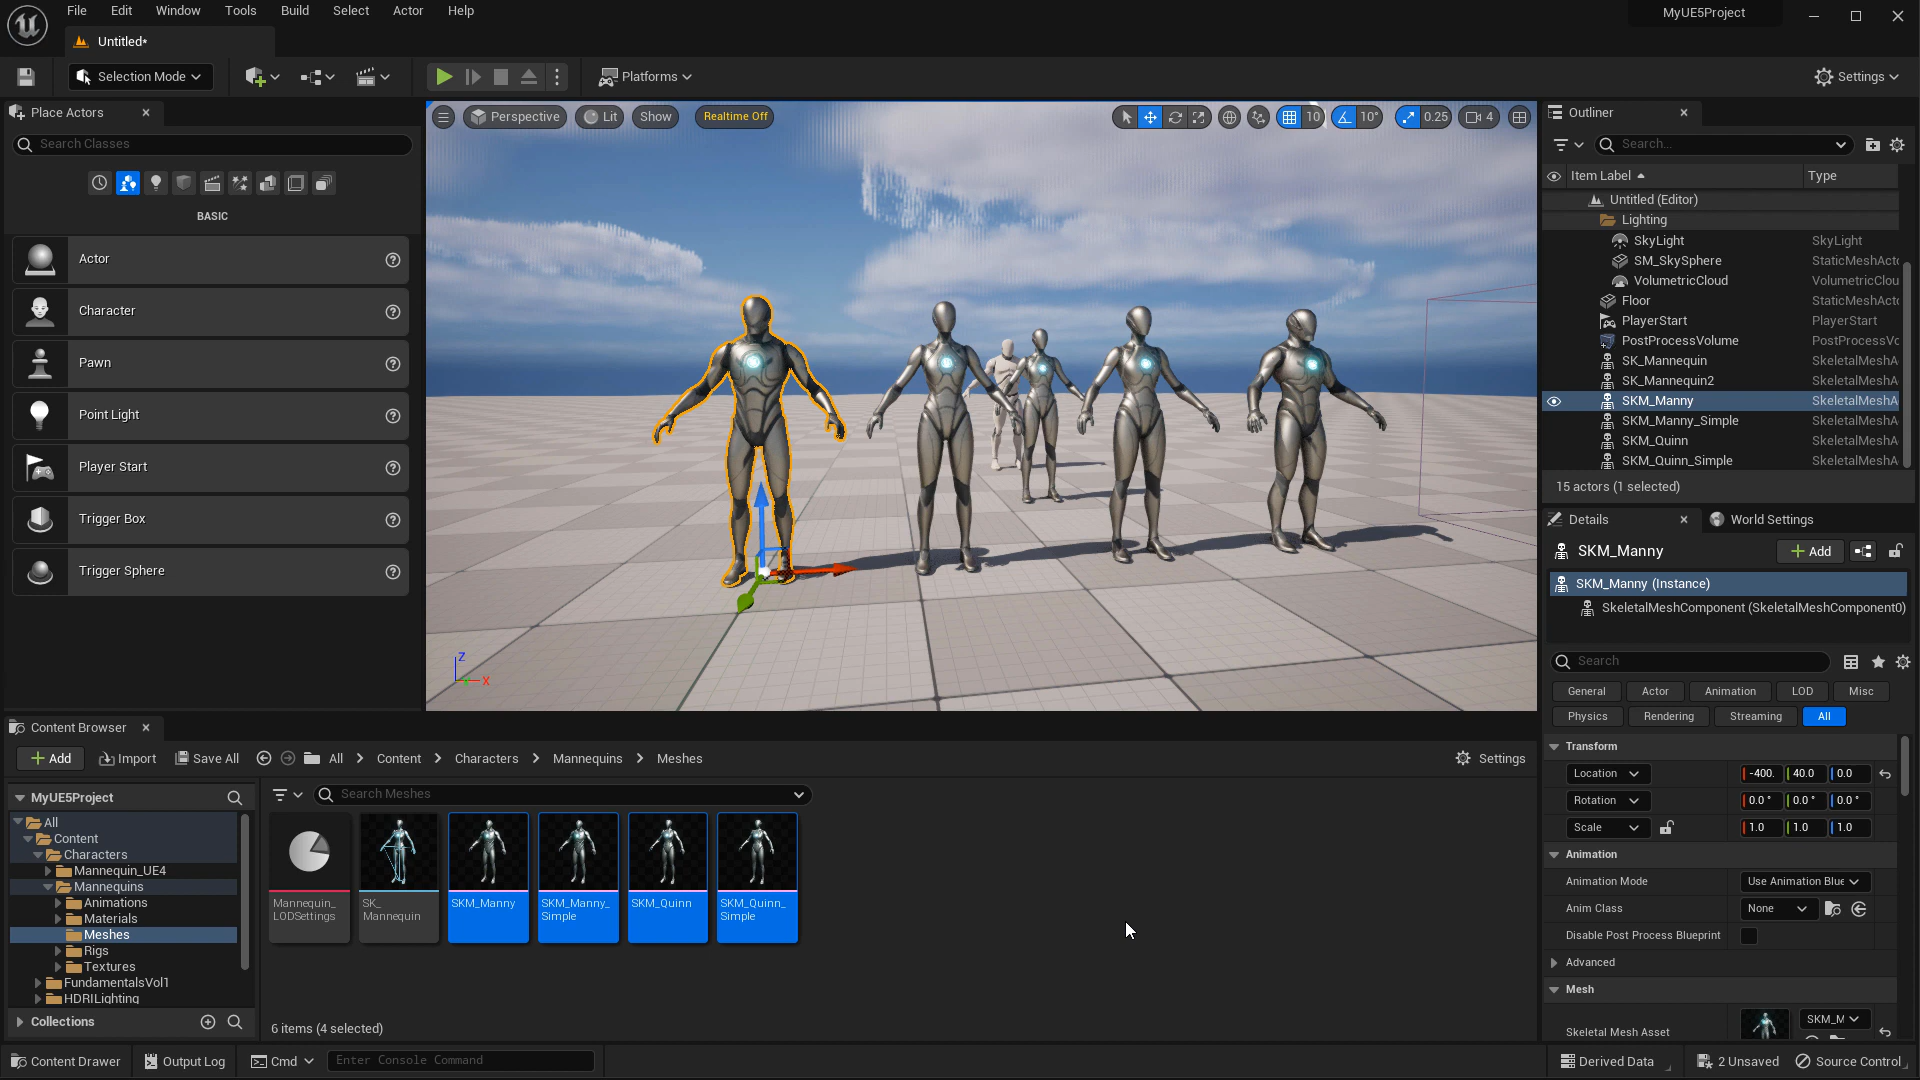 File Edit Window Tools Build Select Actor Help
MyUE5Project
Untitled*
Selection Mode
Platforms
Settings
Place Actors
Search Classes
BASIC
Actor
Character
Pawn
Point Light
Player Start
Trigger Box
Trigger Sphere
Perspective Lit Show Realtime Off 10 10° 0.25 4
Z
X
Outliner
Search...
Item Label Type
Untitled (Editor)
Lighting
SkyLight SkyLight
SM_SkySphere StaticMeshActo
VolumetricCloud VolumetricClou
Floor StaticMeshActo
PlayerStart PlayerStart
PostProcessVolume PostProcessVo
SK_Mannequin SkeletalMeshA
SK_Mannequin2 SkeletalMeshA
SKM_Manny SkeletalMeshA
SKM_Manny_Simple SkeletalMeshA
SKM_Quinn SkeletalMeshA
SKM_Quinn_Simple SkeletalMeshA
15 actors (1 selected)
Details World Settings
SKM_Manny Add
SKM_Manny (Instance)
SkeletalMeshComponent (SkeletalMeshComponent0)
Search
General Actor Animation LOD Misc
Physics Rendering Streaming All
Transform
Location -400. 40.0 0.0
Rotation 0.0 ° 0.0 ° 0.0 °
Scale 1.0 1.0 1.0
Animation
Animation Mode Use Animation Blue
Anim Class None
Disable Post Process Blueprint
Advanced
Mesh
Skeletal Mesh Asset SKM_M
Content Browser
Add Import Save All All Content Characters Mannequins Meshes Settings
MyUE5Project
All
Content
Characters
Mannequin_UE4
Mannequins
Animations
Materials
Meshes
Rigs
Textures
FundamentalsVol1
HDRILighting
Collections
Search Meshes
Mannequin_
LODSettings
SK_
Mannequin
SKM_Manny
SKM_Manny_
Simple
SKM_Quinn
SKM_Quinn_
Simple
6 items (4 selected)
Content Drawer Output Log Cmd Enter Console Command Derived Data 2 Unsaved Source Control